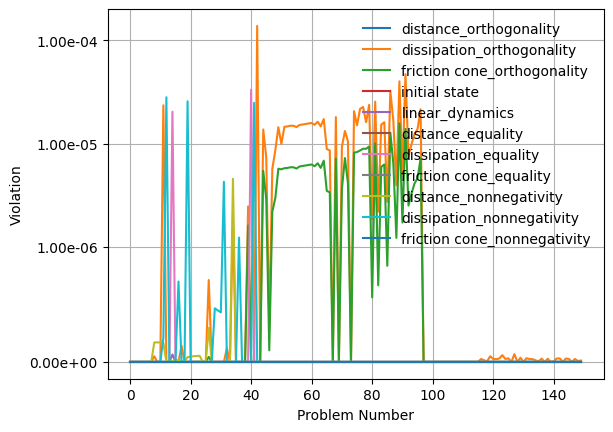 1.00e-04
1.00e-05
1.00e-06
0.00e+00
Violation
0
20
40
60
80
100
120
140
Problem Number
distance_orthogonality
dissipation_orthogonality
friction cone_orthogonality
initial state
linear_dynamics
distance_equality
dissipation_equality
friction cone_equality
distance_nonnegativity
dissipation_nonnegativity
friction cone_nonnegativity